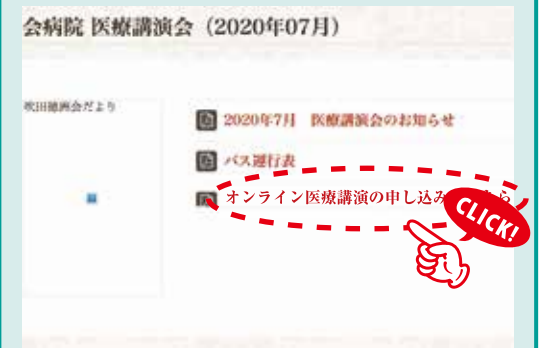 会病院 医療講演会（2020年07月）
吹田徳洲会だより
2020年7月 医療講演会のお知らせ
バス運行表
オンライン医療講演の申し込み
から
CLICK!